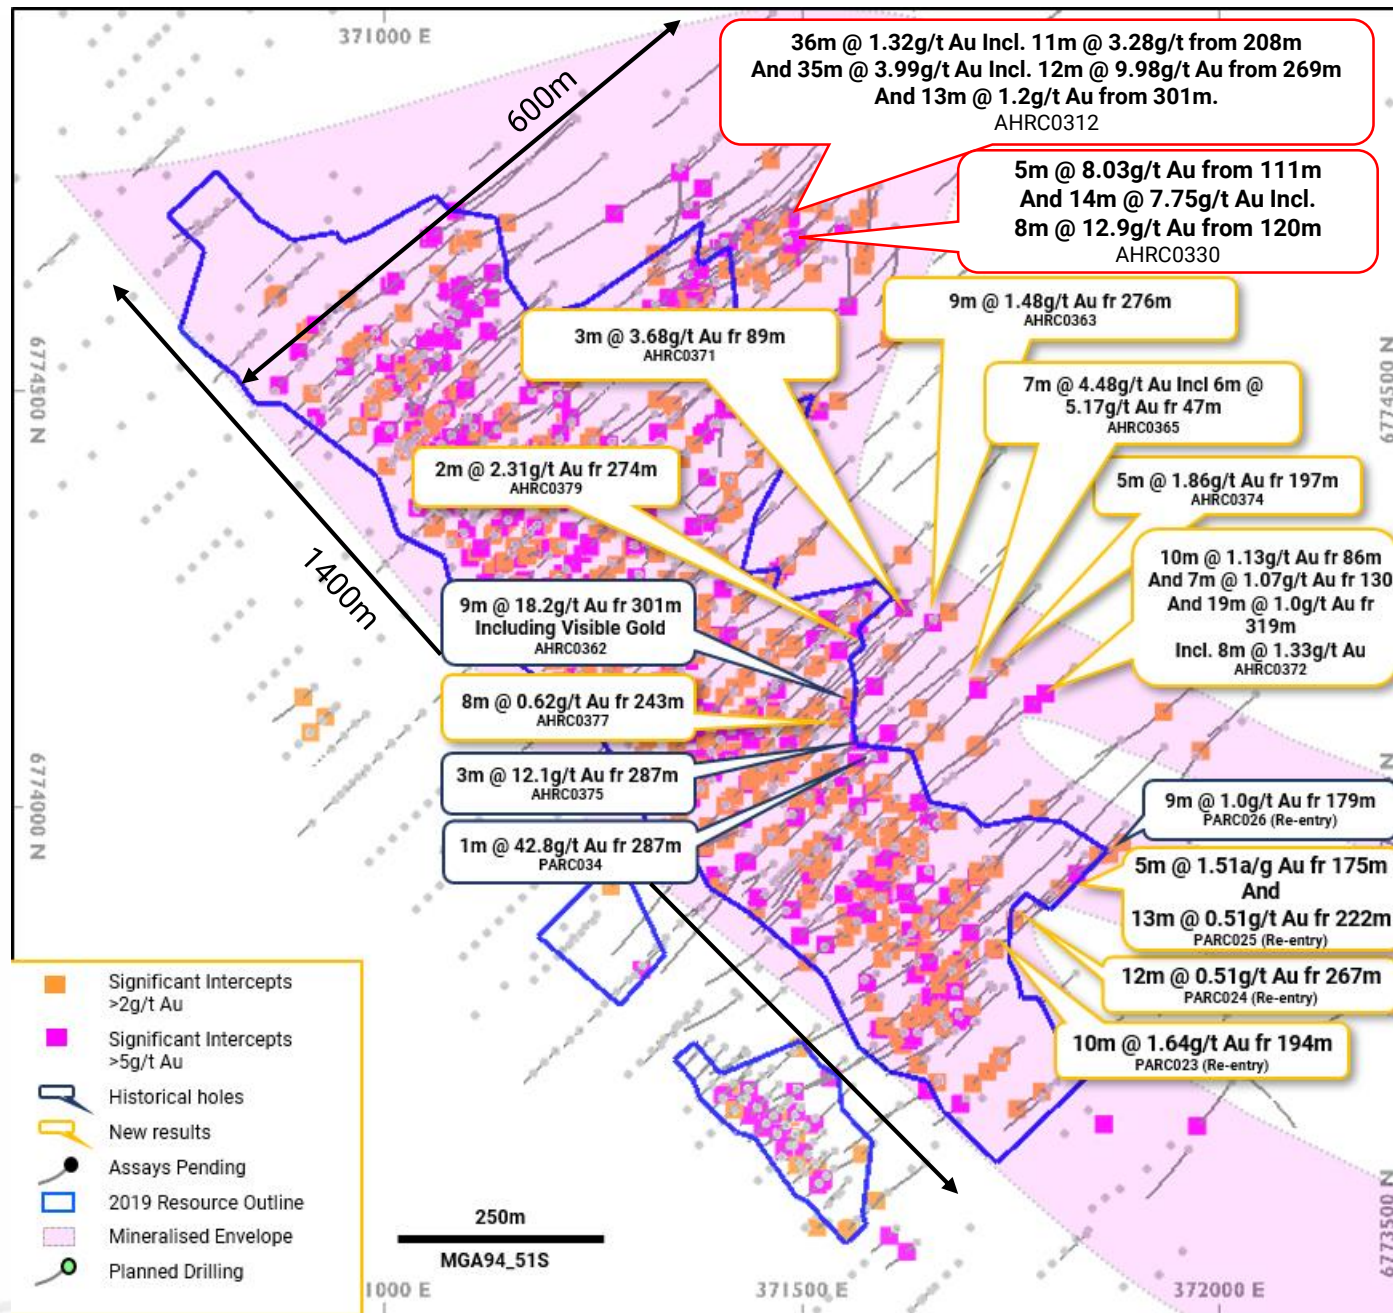 371000 E
600m
36m @ 1.32g/t Au Incl. 11m @ 3.28g/t from 208m
And 35m @ 3.99g/t Au Incl. 12m @ 9.98g/t Au from 269m
And 13m @ 1.2g/t Au from 301m.
AHRC0312
5m @ 8.03g/t Au from 111m
And 14m @ 7.75g/t Au Incl.
8m @ 12.9g/t Au from 120m
AHRC0330
9m @ 1.48g/t Au fr 276m
AHRC0363
3m @ 3.68g/t Au fr 89m
AHRC0371
6774500 N
6774500 N
7m @ 4.48g/t Au Incl 6m @
5.17g/t Au fr 47m
AHRC0365
2m @ 2.31g/t Au fr 274m
AHRC0379
5m @ 1.86g/t Au fr 197m
AHRC0374
1400m
10m @ 1.13g/t Au fr 86m
And 7m @ 1.07g/t Au fr 130
And 19m @ 1.0g/t Au fr
319m
Incl. 8m @ 1.33g/t Au
AHRC0372
9m @ 18.2g/t Au fr 301m
Including Visible Gold
AHRC0362
8m @ 0.62g/t Au fr 243m
AHRC0377
3m @ 12.1g/t Au fr 287m
AHRC0375
1m @ 42.8g/t Au fr 287m
PARC034
6774000 N
N
9m @ 1.0g/t Au fr 179m
PARC026 (Re-entry)
5m @ 1.51a/g Au fr 175m
And
13m @ 0.51g/t Au fr 222m
PARC025 (Re-entry)
12m @ 0.51g/t Au fr 267m
PARC024 (Re-entry)
10m @ 1.64g/t Au fr 194m
PARC023 (Re-entry)
Significant Intercepts
>2g/t Au
Significant Intercepts
>5g/t Au
Historical holes
New results
Assays Pending
2019 Resource Outline
Mineralised Envelope
Planned Drilling
250m
MGA94_51S
6773500 N
1000 E
371500 E
372000 E